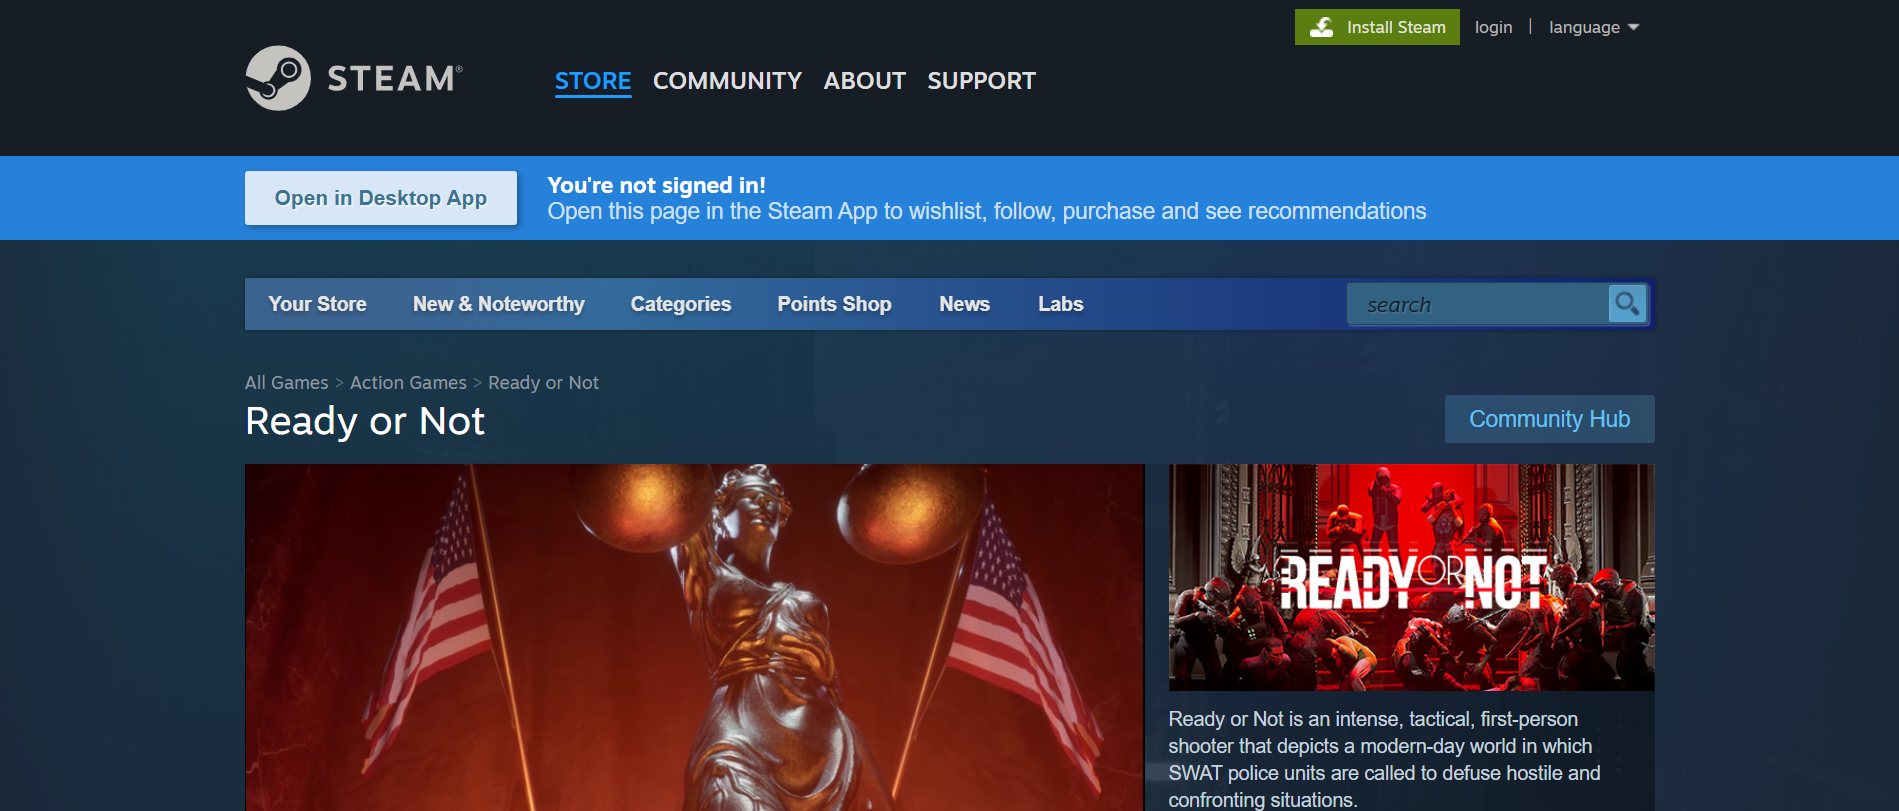 Install Steam
login
|
language
STEAM®
STORE
COMMUNITY
ABOUT
SUPPORT
Open in Desktop App
You're not signed in!
Open this page in the Steam App to wishlist, follow, purchase and see recommendations
Your Store
New & Noteworthy
Categories
Points Shop
News
Labs
search
All Games > Action Games > Ready or Not
Ready or Not
Community Hub
READY OR NOT
Ready or Not is an intense, tactical, first-person
shooter that depicts a modern-day world in which
SWAT police units are called to defuse hostile and
confronting situations.